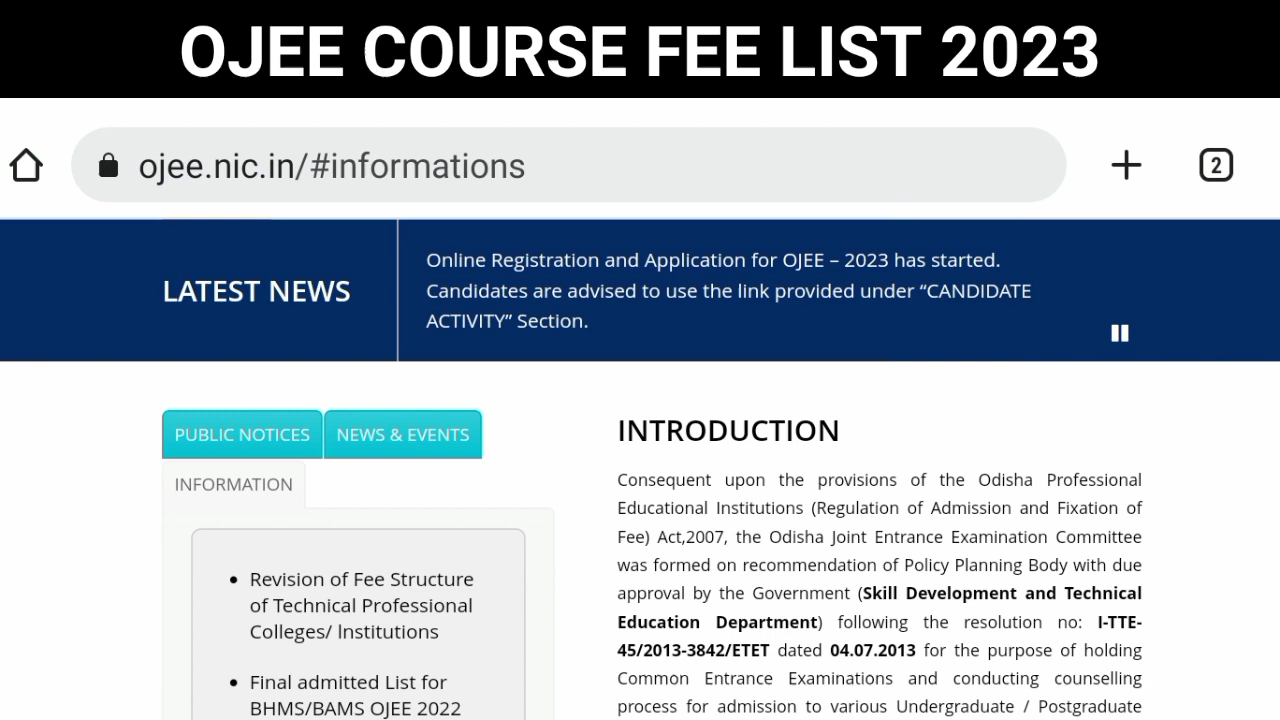 OJEE COURSE FEE LIST 2023
ojee.nic.in/#informations
2
LATEST NEWS
Online Registration and Application for OJEE – 2023 has started.
Candidates are advised to use the link provided under “CANDIDATE
ACTIVITY” Section.
PUBLIC NOTICES
NEWS & EVENTS
INFORMATION
• Revision of Fee Structure
of Technical Professional
Colleges/ Institutions
• Final admitted List for
BHMS/BAMS OJEE 2022
INTRODUCTION
Consequent upon the provisions of the Odisha Professional
Educational Institutions (Regulation of Admission and Fixation of
Fee) Act,2007, the Odisha Joint Entrance Examination Committee
was formed on recommendation of Policy Planning Body with due
approval by the Government (Skill Development and Technical
Education Department) following the resolution no: I-TTE-
45/2013-3842/ETET dated 04.07.2013 for the purpose of holding
Common Entrance Examinations and conducting counselling
process for admission to various Undergraduate / Postgraduate